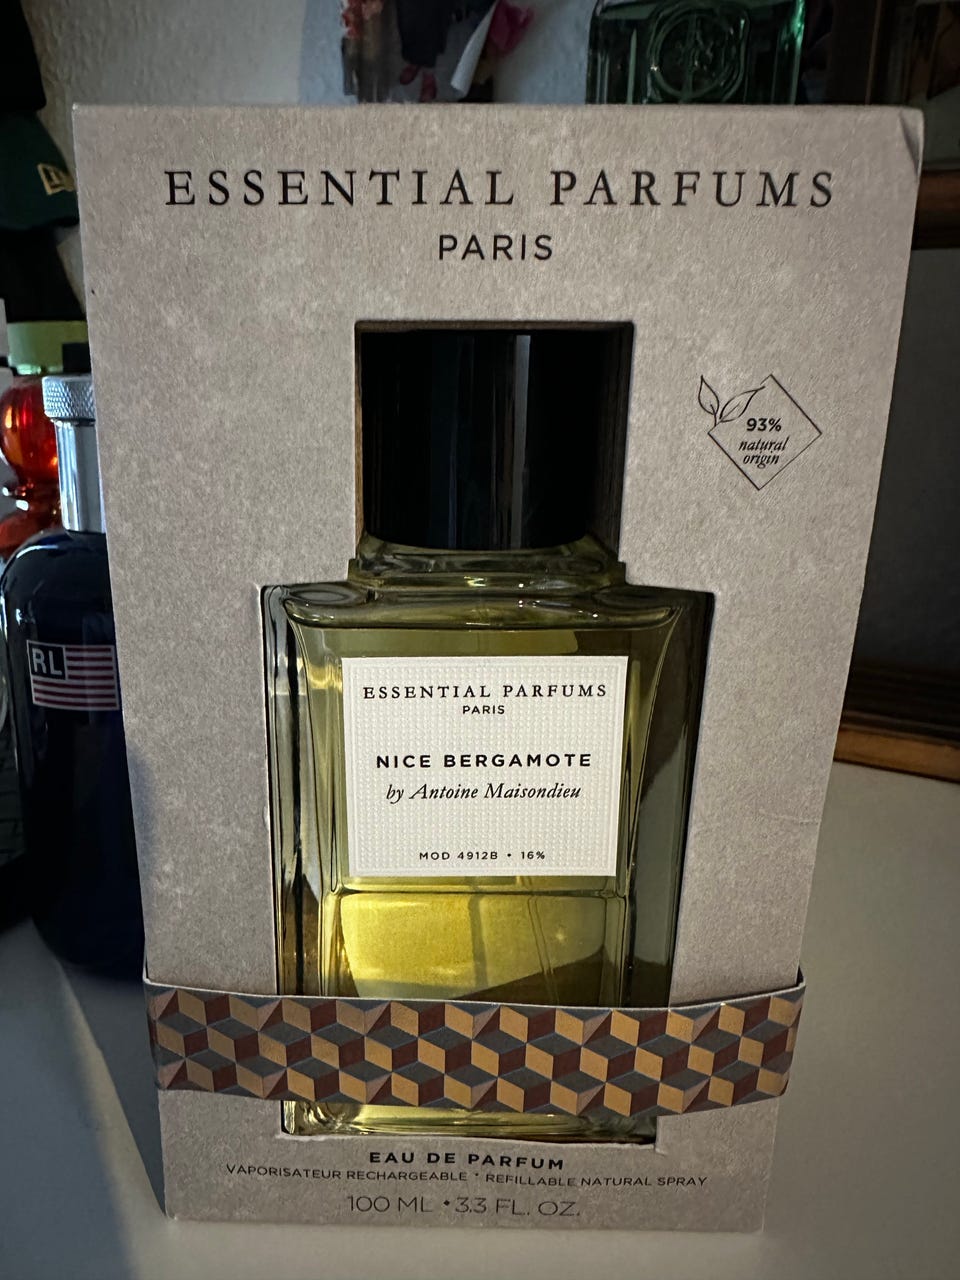 ESSENTIAL PARFUMS
PARIS
93%
natural
origin
RL
ESSENTIAL PARFUMS
PARIS
NICE BERGAMOTE
by Antoine Maisondieu
MOD 4912B • 16%
EAU DE PARFUM
VAPORISATEUR RECHARGEABLE • REFILLABLE NATURAL SPRAY
100 ML • 3.3 FL. OZ.